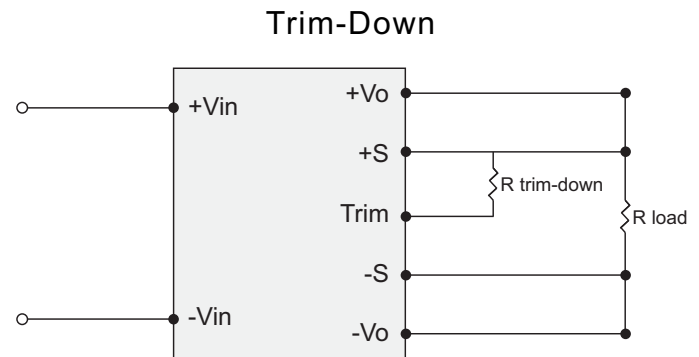 Trim-Down
+Vin
+Vo
+S
R trim-down
Trim
R load
-S
-Vin
-Vo